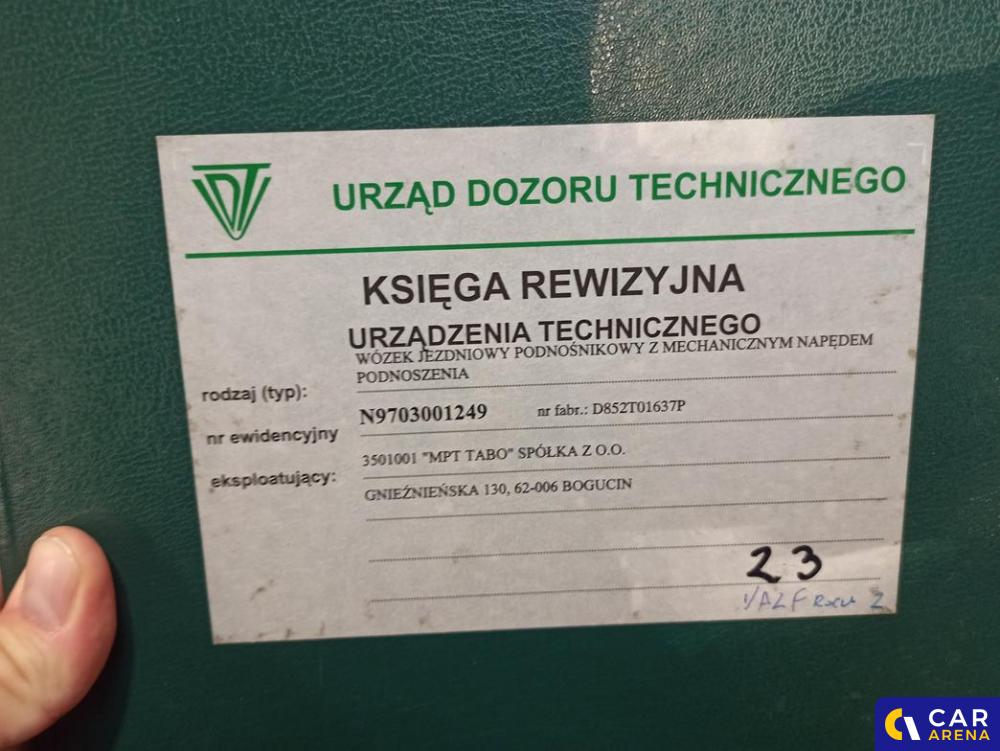 UDT
URZĄD DOZORU TECHNICZNEGO
KSIĘGA REWIZYJNA
URZĄDZENIA TECHNICZNEGO
rodzaj (typ): WÓZEK JEZDNIOWY PODNOŚNIKOWY Z MECHANICZNYM NAPĘDEM
PODNOSZENIA
nr ewidencyjny N9703001249 nr fabr.: D852T01637P
eksploatujący: 3501001 "MPT TABO" SPÓŁKA Z O.O.
GNIEŹNIEŃSKA 130, 62-006 BOGUCIN
23
CAR
ARENA